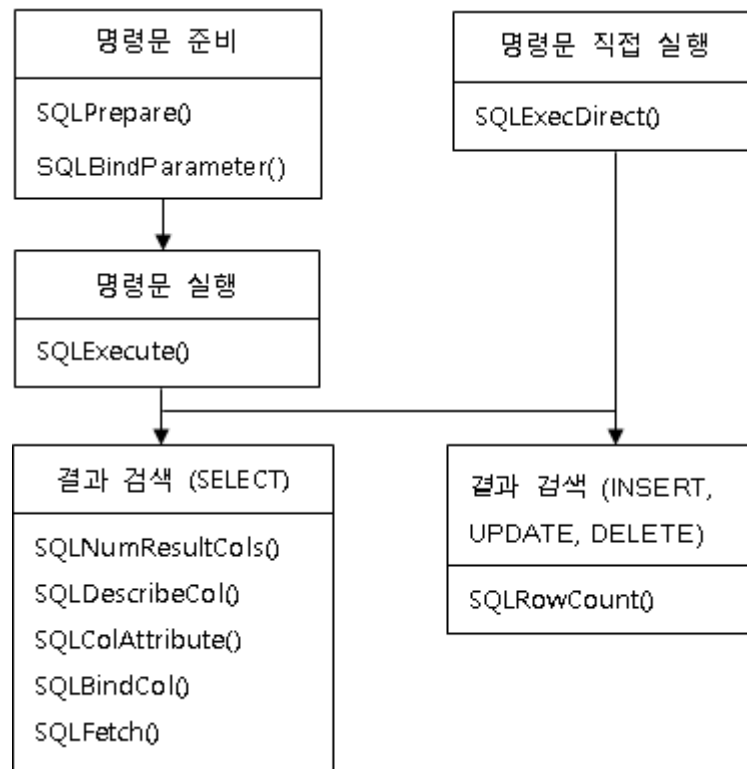 명령문 준비
SQLPrepare()
SQLBindParameter()
명령문 직접 실행
SQLExecDirect()
명령문 실행
SQLExecute()
결과 검색 (SELECT)
SQLNumResultCols()
SQLDescribeCol()
SQLColAttribute()
SQLBindCol()
SQLFetch()
결과 검색 (INSERT,
UPDATE, DELETE)
SQLRowCount()